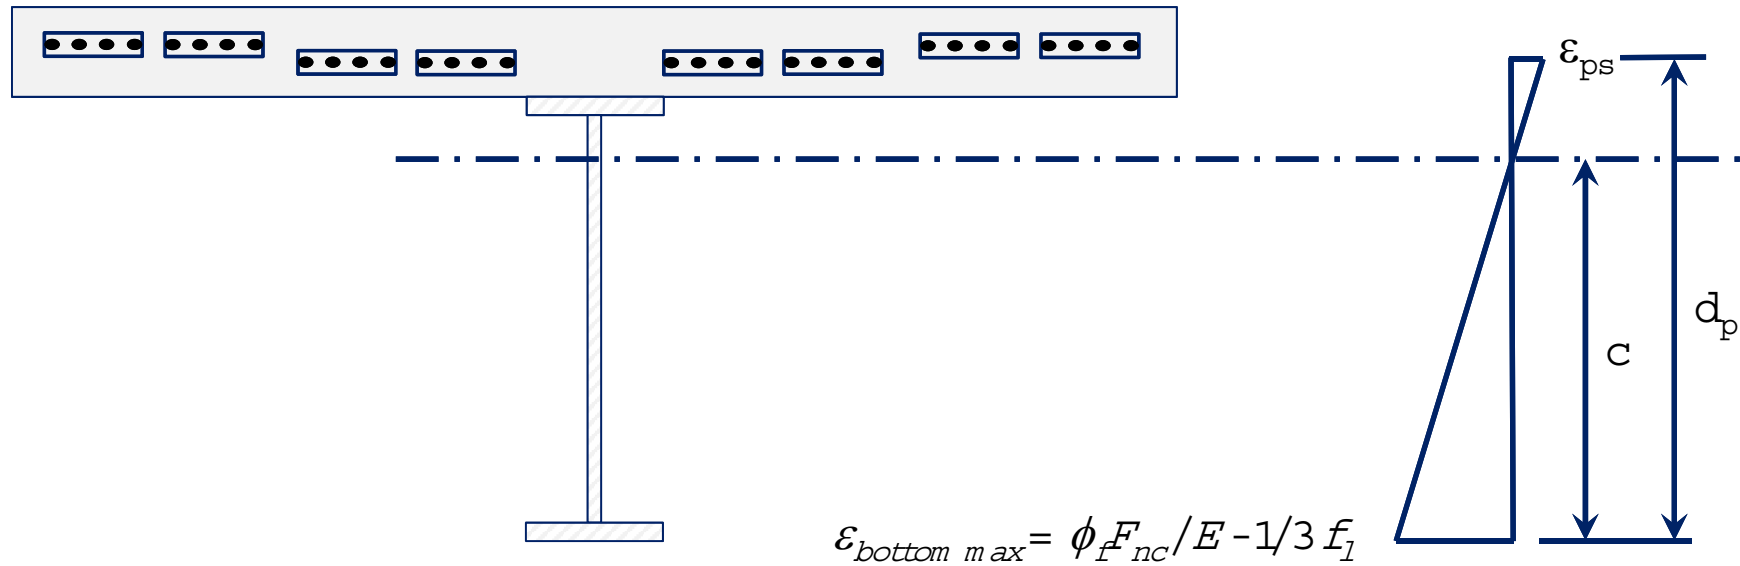 εps
dp
c
εbottom max = ϕfFnc/E -1/3 fl